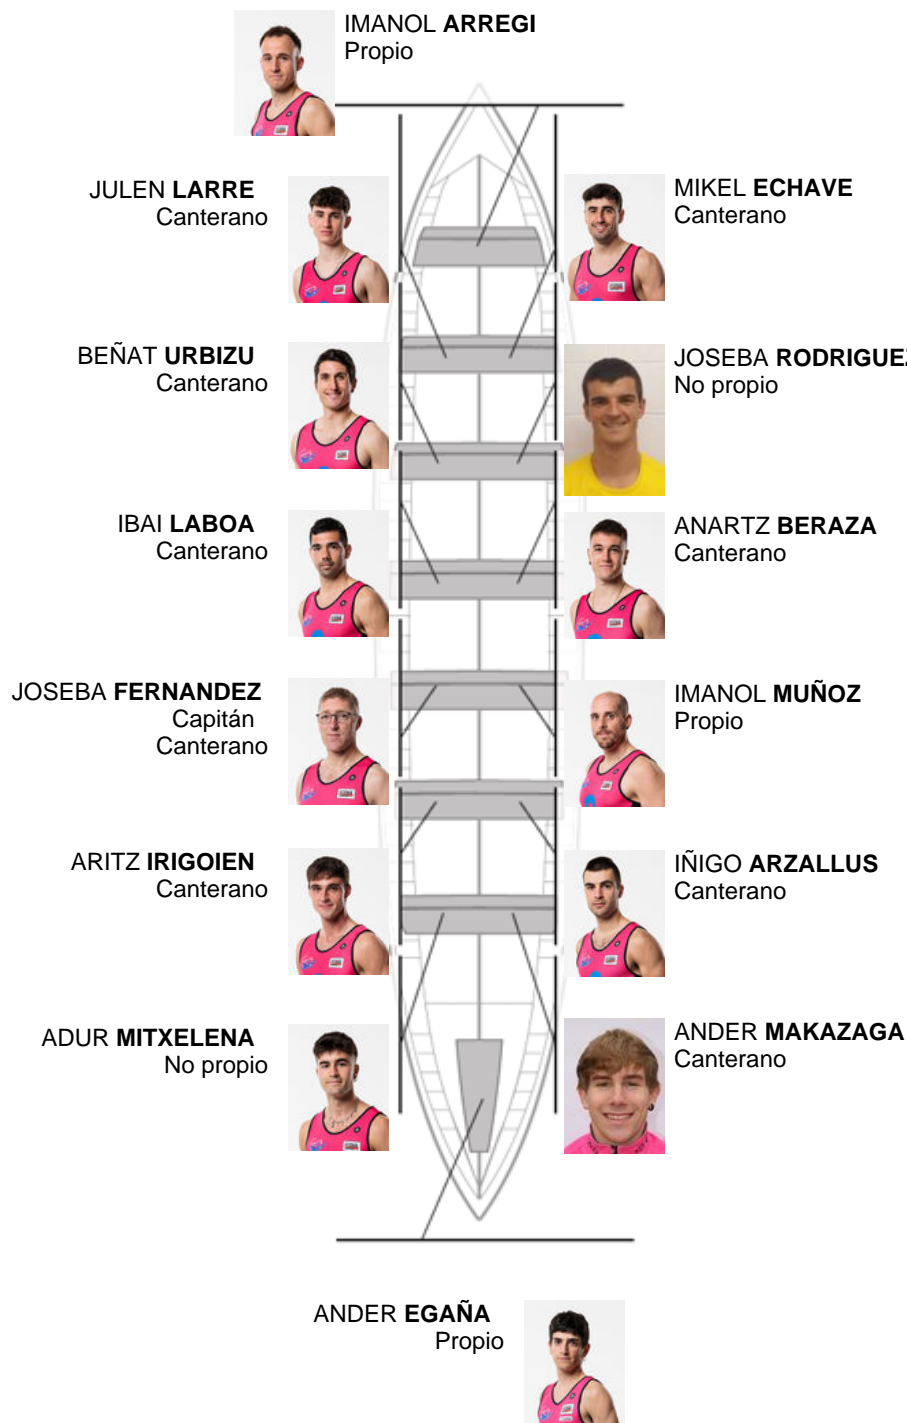 IMANOL ARREGI
Propio
JULEN LARRE
Canterano
MIKEL ECHAVE
Canterano
BEÑAT URBIZU
Canterano
JOSEBA RODRIGUEZ
No propio
IBAI LABOA
Canterano
ANARTZ BERAZA
Canterano
JOSEBA FERNANDEZ
Capitán
Canterano
IMANOL MUÑOZ
Propio
ARITZ IRIGOIEN
Canterano
IÑIGO ARZALLUS
Canterano
ADUR MITXELENA
No propio
ANDER MAKAZAGA
Canterano
ANDER EGAÑA
Propio